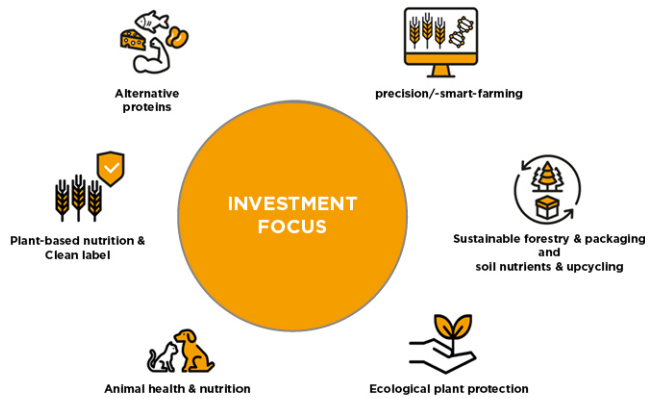 Alternative
proteins
precision/-smart-farming
INVESTMENT
FOCUS
Plant-based nutrition &
Clean label
Sustainable forestry & packaging
and
soil nutrients & upcycling
Animal health & nutrition
Ecological plant protection